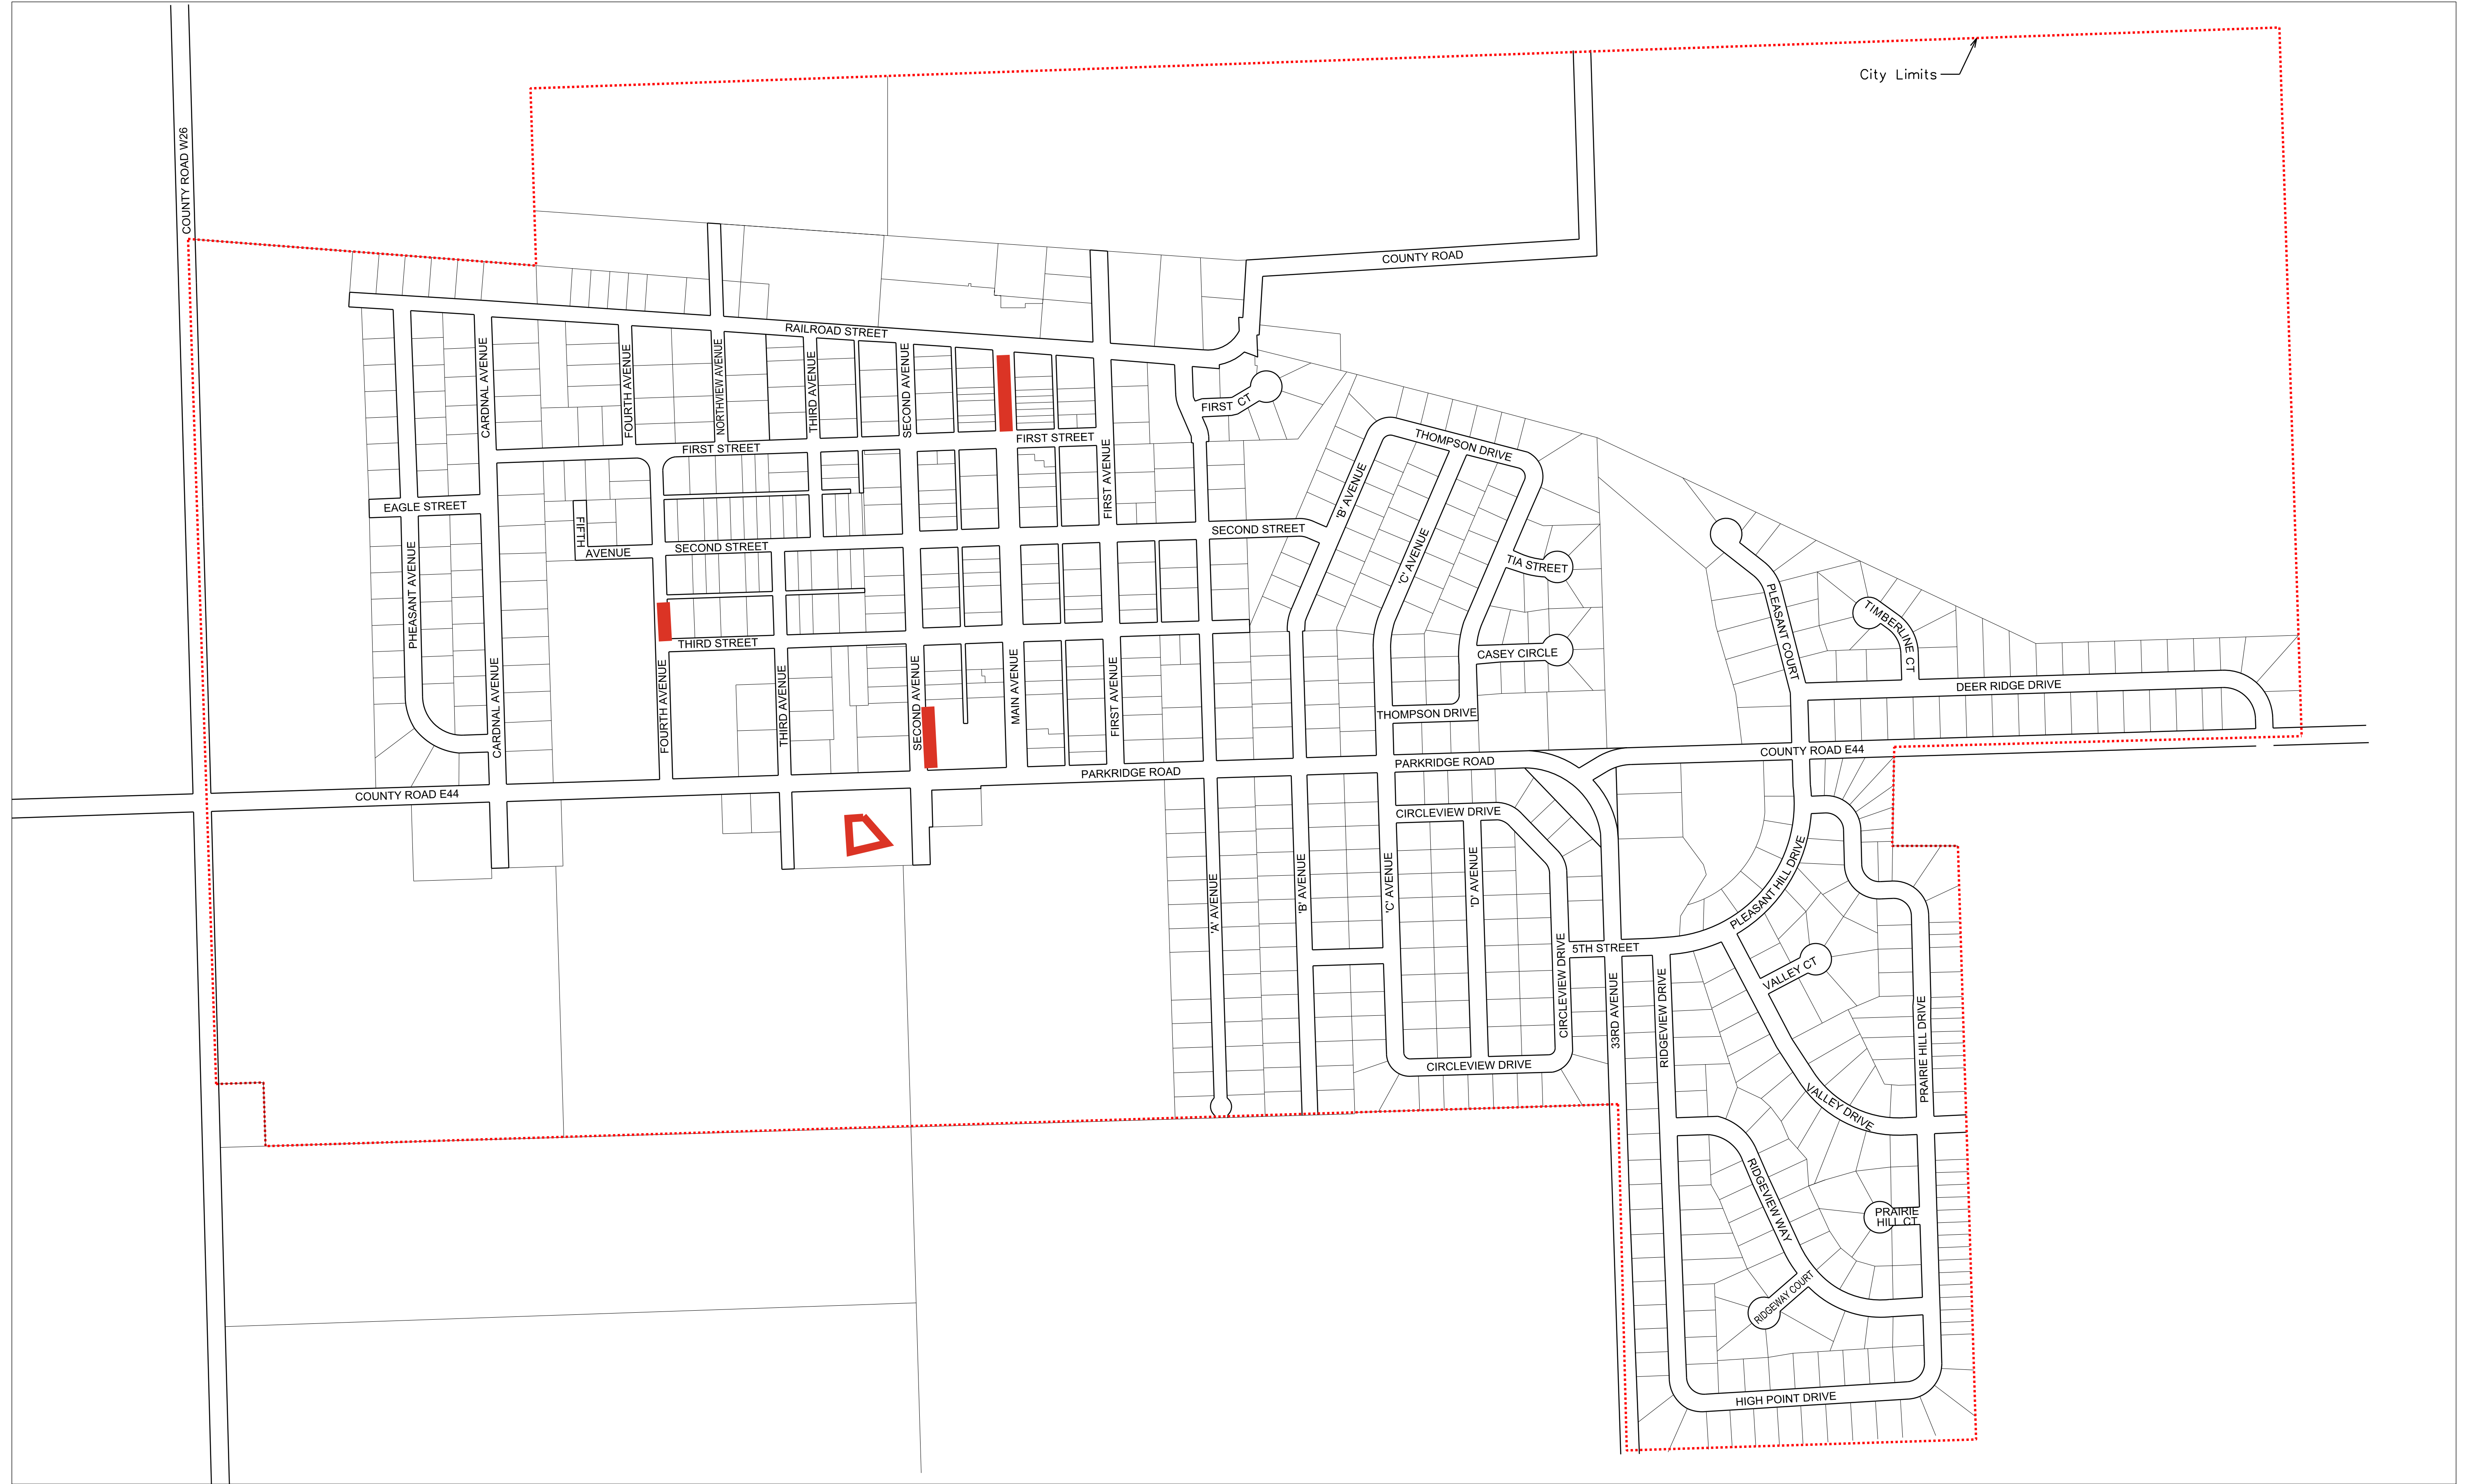 City Limits
COUNTY ROAD W26
COUNTY ROAD
RAILROAD STREET
CARDNAL AVENUE
FOURTH AVENUE
NORTHVIEW AVENUE
THIRD AVENUE
SECOND AVENUE
FIRST CT
FIRST STREET
FIRST STREET
FIRST AVENUE
THOMPSON DRIVE
'B' AVENUE
'C' AVENUE
EAGLE STREET
FIFTH
AVENUE
SECOND STREET
SECOND STREET
TIA STREET
PHEASANT AVENUE
PLEASANT COURT
TIMBERLINE CT
THIRD STREET
CASEY CIRCLE
CARDNAL AVENUE
FOURTH AVENUE
THIRD AVENUE
SECOND AVENUE
MAIN AVENUE
FIRST AVENUE
DEER RIDGE DRIVE
THOMPSON DRIVE
COUNTY ROAD E44
PARKRIDGE ROAD
PARKRIDGE ROAD
COUNTY ROAD E44
CIRCLEVIEW DRIVE
'A' AVENUE
'B' AVENUE
'C' AVENUE
'D' AVENUE
CIRCLEVIEW DRIVE
PLEASANT HILL DRIVE
5TH STREET
VALLEY CT
33RD AVENUE
RIDGEVIEW DRIVE
PRAIRIE HILL DRIVE
CIRCLEVIEW DRIVE
VALLEY DRIVE
RIDGEVIEW WAY
PRAIRIE
HILL CT
RIDGEWAY COURT
HIGH POINT DRIVE